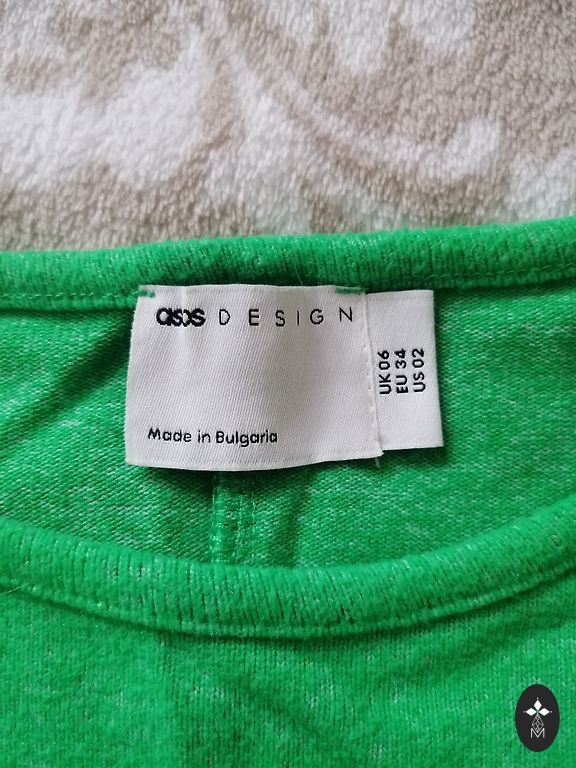 asos DESIGN
Made in Bulgaria
UK 06
EU 34
US 02